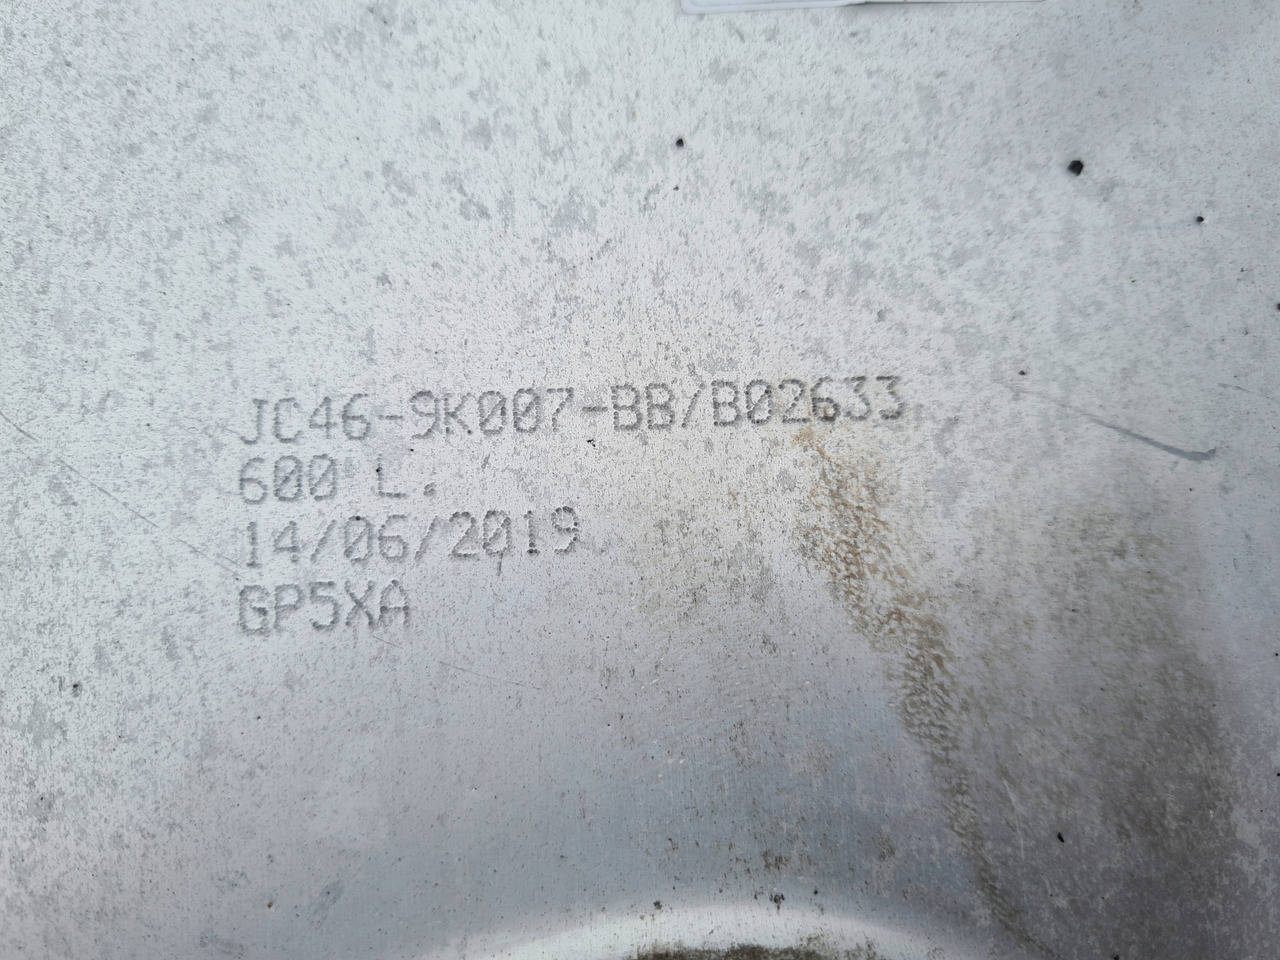 JC46-9K007-BB/B02633
600 L.
14/06/2019
GP5XA